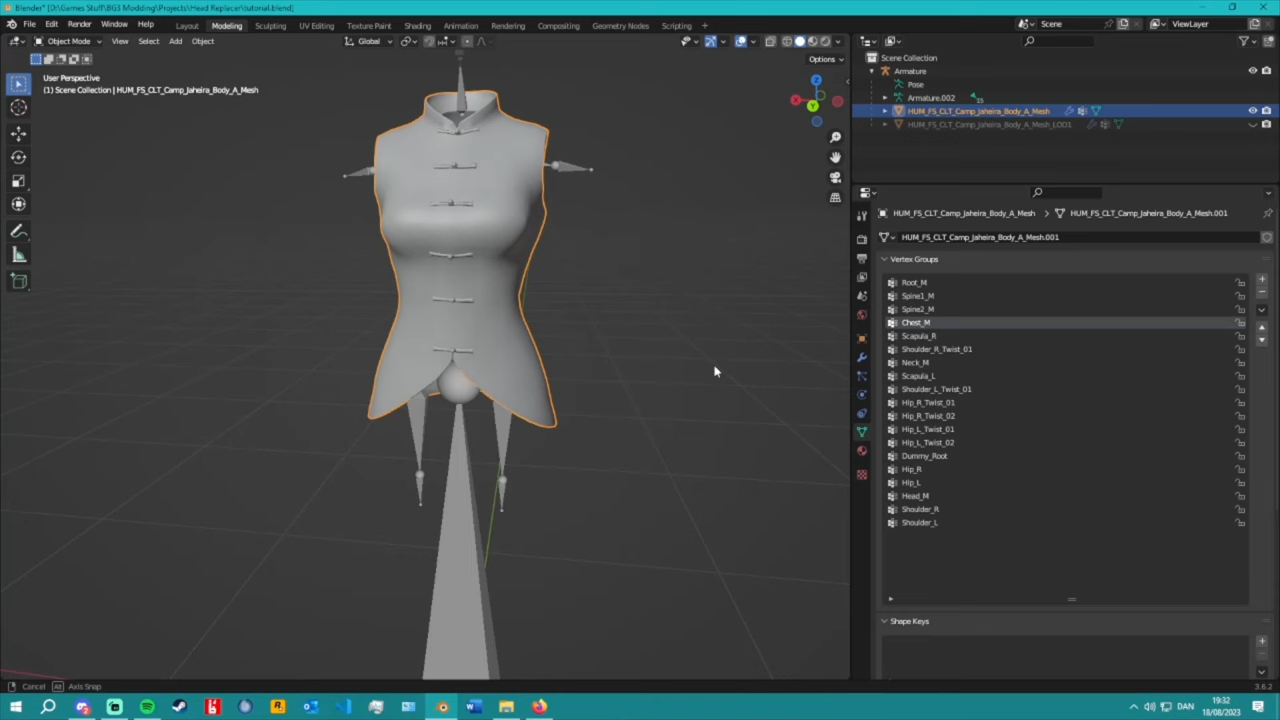 Blender* [D:\Games Stuff\BG3 Modding\Projects\Head Replacer\tutorial.blend]
File Edit Render Window Help Layout Modeling Sculpting UV Editing Texture Paint Shading Animation Rendering Compositing Geometry Nodes Scripting + Scene ViewLayer
Object Mode View Select Add Object Global
Options
User Perspective
(1) Scene Collection | HUM_FS_CLT_Camp_Jaheira_Body_A_Mesh
Scene Collection
Armature
Pose
Armature.002
HUM_FS_CLT_Camp_Jaheira_Body_A_Mesh
HUM_FS_CLT_Camp_Jaheira_Body_A_Mesh_LOD1
HUM_FS_CLT_Camp_Jaheira_Body_A_Mesh > HUM_FS_CLT_Camp_Jaheira_Body_A_Mesh.001
HUM_FS_CLT_Camp_Jaheira_Body_A_Mesh.001
Vertex Groups
Root_M
Spine1_M
Spine2_M
Chest_M
Scapula_R
Shoulder_R_Twist_01
Neck_M
Scapula_L
Shoulder_L_Twist_01
Hip_R_Twist_01
Hip_R_Twist_02
Hip_L_Twist_01
Hip_L_Twist_02
Dummy_Root
Hip_R
Hip_L
Head_M
Shoulder_R
Shoulder_L
Shape Keys
Cancel Alt Axis Snap
3.6.2
DAN
19:32
18/08/2023